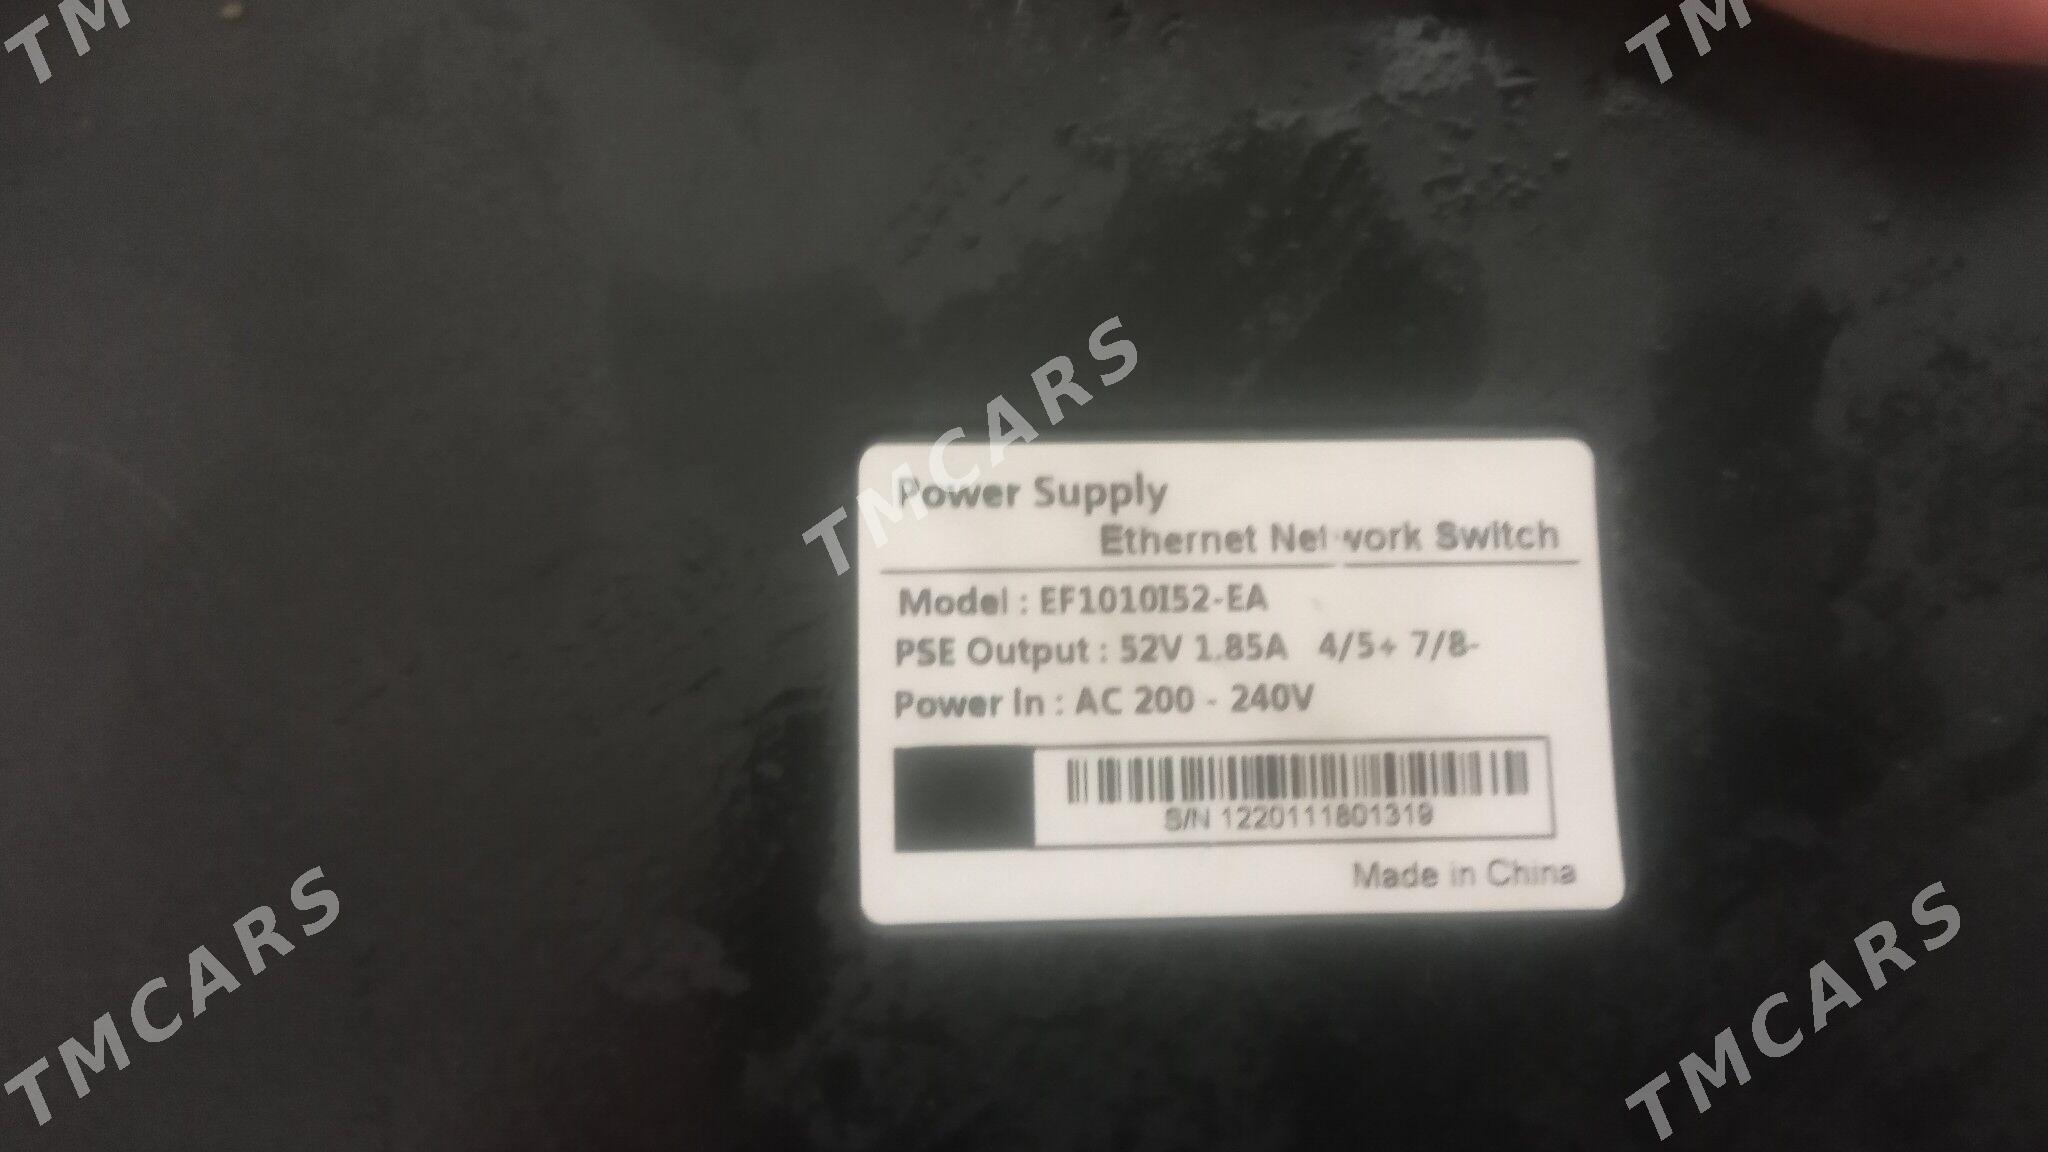 TM
TM
TMCARS
Power Supply
Ethernet Network Switch
Model : EF1010I52-EA
PSE Output : 52V 1.85A 4/5+ 7/8-
Power In : AC 200 - 240V
S/N 1220111801319
Made in China
TMCARS
TMCARS